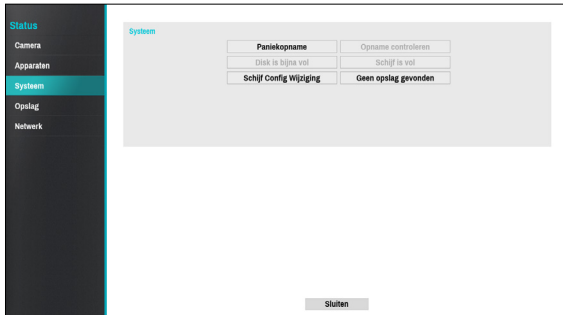 Status
Camera
Apparaten
Systeem
Opslag
Netwerk
Systeem
Paniekopname
Opname controleren
Disk is bijna vol
Schijf is vol
Schijf Config Wijziging
Geen opslag gevonden
Sluiten